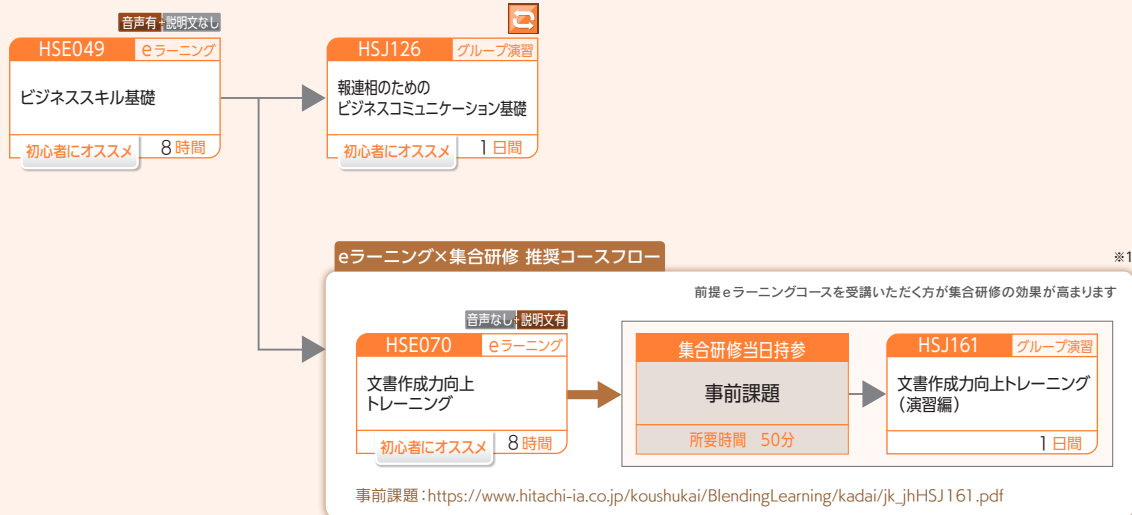 音声有+説明文なし
HSE049 eラーニング
ビジネススキル基礎
初心者にオススメ 8時間
HSJ126 グループ演習
報連相のための
ビジネスコミュニケーション基礎
初心者にオススメ 1日間
eラーニング×集合研修 推奨コースフロー
※1
前提eラーニングコースを受講いただく方が集合研修の効果が高まります
音声なし+説明文有
HSE070 eラーニング
文書作成力向上
トレーニング
初心者にオススメ 8時間
集合研修当日持参
事前課題
所要時間 50分
HSJ161 グループ演習
文書作成力向上トレーニング
(演習編)
1日間
事前課題:https://www.hitachi-ia.co.jp/koushukai/BlendingLearning/kadai/jk_jhHSJ161.pdf